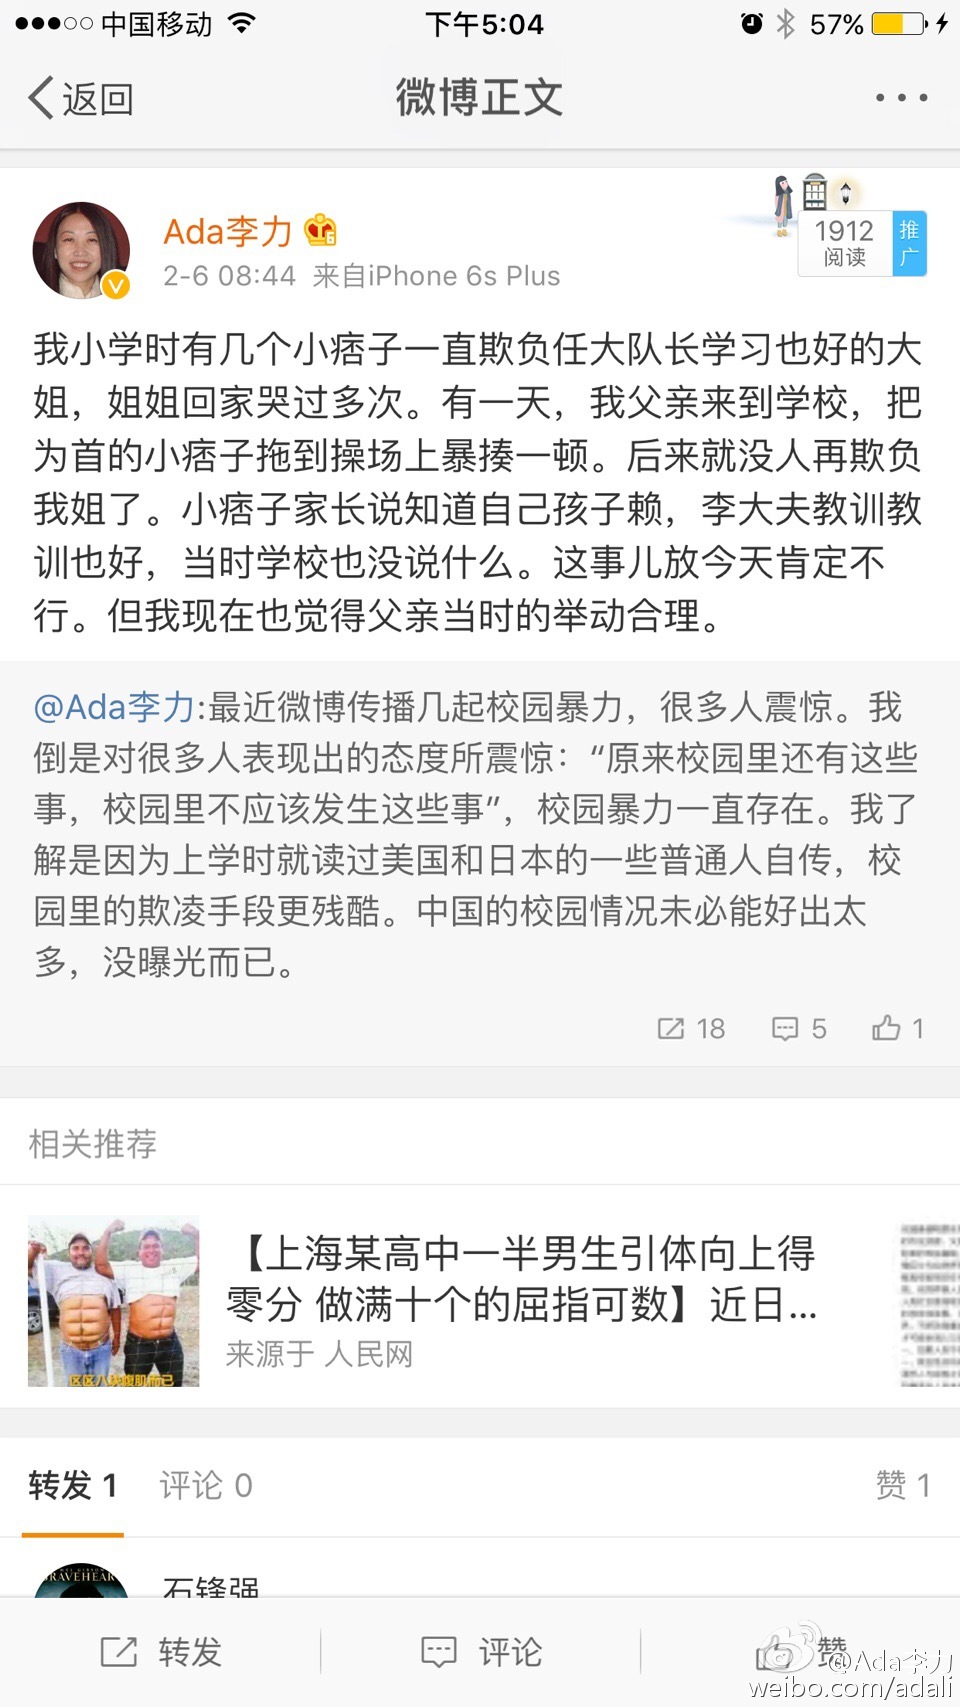 中国移动
下午5:04
57%
返回
微博正文
Ada李力
2-6 08:44 来自iPhone 6s Plus
1912
阅读
推广
我小学时有几个小痞子一直欺负任大队长学习也好的大
姐，姐姐回家哭过多次。有一天，我父亲来到学校，把
为首的小痞子拖到操场上暴揍一顿。后来就没人再欺负
我姐了。小痞子家长说知道自己孩子赖，李大夫教训教
训也好，当时学校也没说什么。这事儿放今天肯定不
行。但我现在也觉得父亲当时的举动合理。
@Ada李力:最近微博传播几起校园暴力，很多人震惊。我
倒是对很多人表现出的态度所震惊：“原来校园里还有这些
事，校园里不应该发生这些事”，校园暴力一直存在。我了
解是因为上学时就读过美国和日本的一些普通人自传，校
园里的欺凌手段更残酷。中国的校园情况未必能好出太
多，没曝光而已。
18 5 1
相关推荐
【上海某高中一半男生引体向上得
零分 做满十个的屈指可数】近日...
来源于 人民网
区区八块腹肌而已
转发 1 评论 0 赞 1
BRAVEHEAR
石锋强
转发 评论 赞
@Ada李力
weibo.com/adali